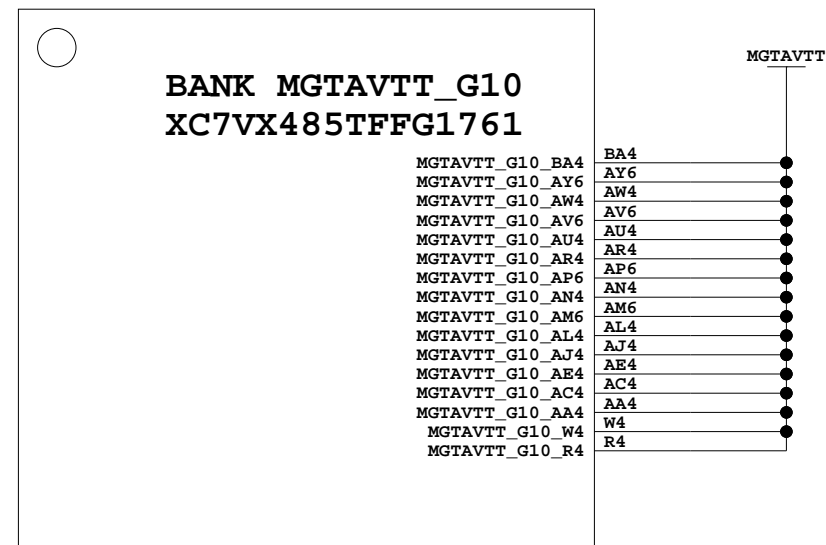 MGTAVTT
BANK MGTAVTT_G10
XC7VX485TFFG1761
MGTAVTT_G10_BA4 BA4
MGTAVTT_G10_AY6 AY6
MGTAVTT_G10_AW4 AW4
MGTAVTT_G10_AV6 AV6
MGTAVTT_G10_AU4 AU4
MGTAVTT_G10_AR4 AR4
MGTAVTT_G10_AP6 AP6
MGTAVTT_G10_AN4 AN4
MGTAVTT_G10_AM6 AM6
MGTAVTT_G10_AL4 AL4
MGTAVTT_G10_AJ4 AJ4
MGTAVTT_G10_AE4 AE4
MGTAVTT_G10_AC4 AC4
MGTAVTT_G10_AA4 AA4
MGTAVTT_G10_W4 W4
MGTAVTT_G10_R4 R4